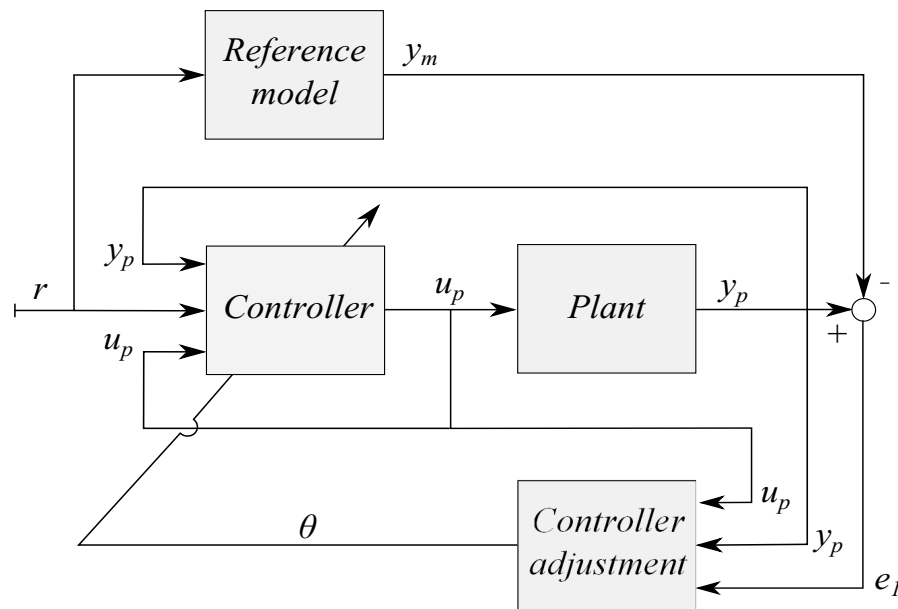 Reference
model
y_m
y_p
r
Controller
u_p
Plant
y_p
-
+
u_p
u_p
Controller
adjustment
θ
y_p
e_1